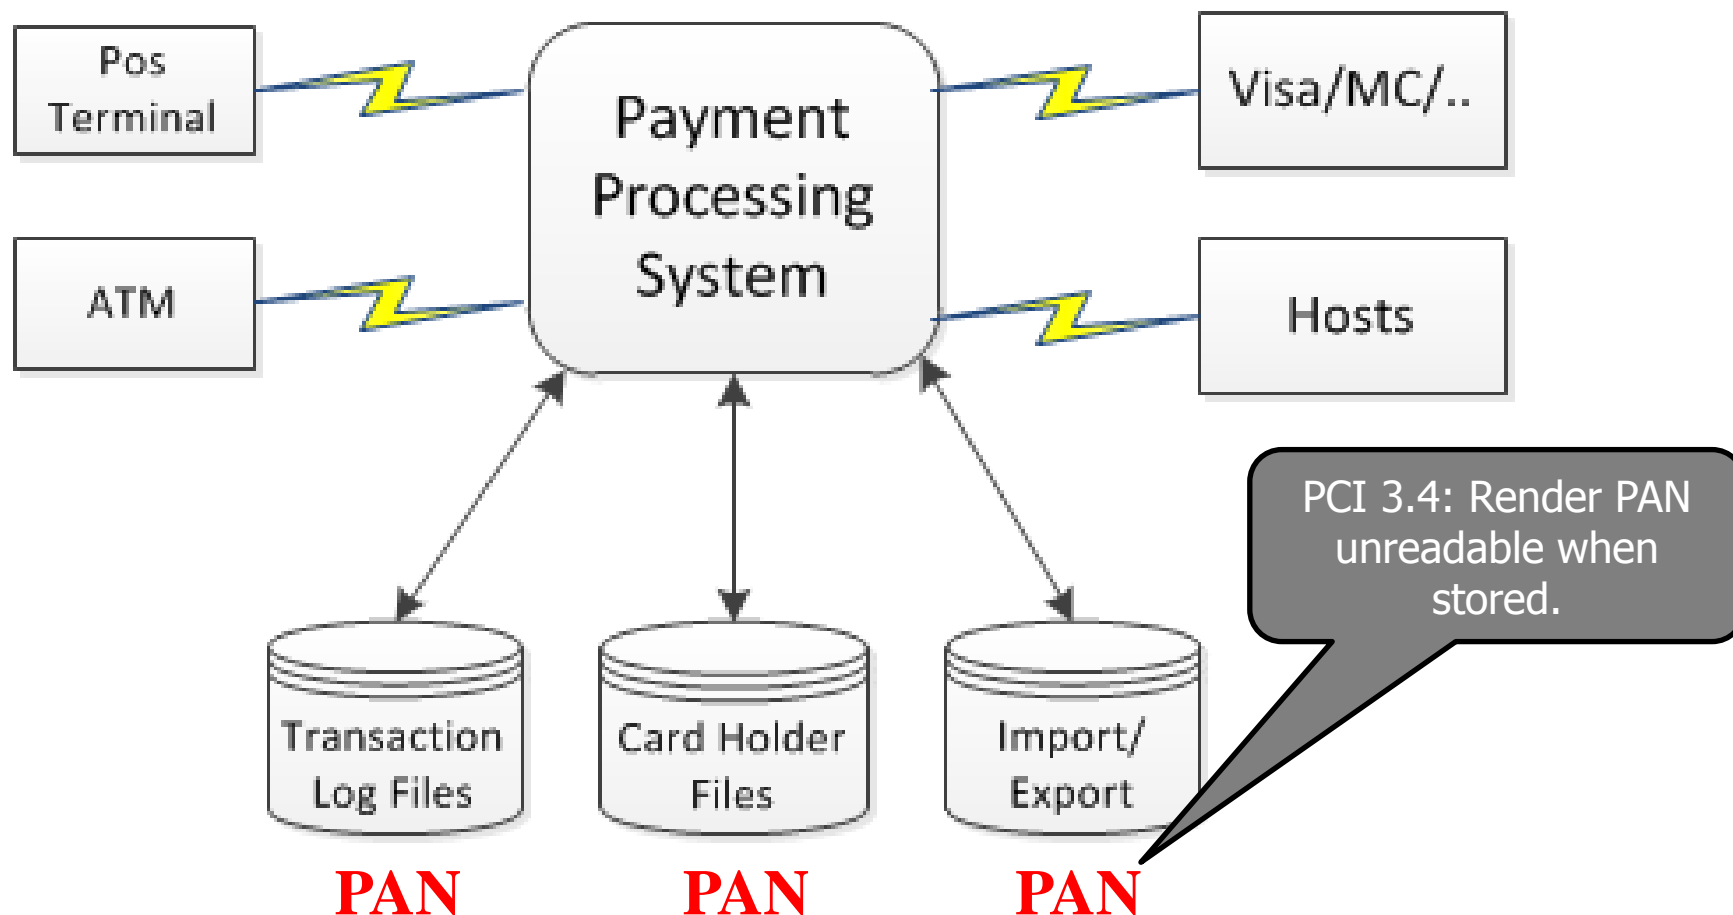 Pos
Terminal
Payment
Processing
System
Visa/MC/..
ATM
Hosts
PCI 3.4: Render PAN
unreadable when
stored.
Transaction
Log Files
Card Holder
Files
Import/
Export
PAN
PAN
PAN